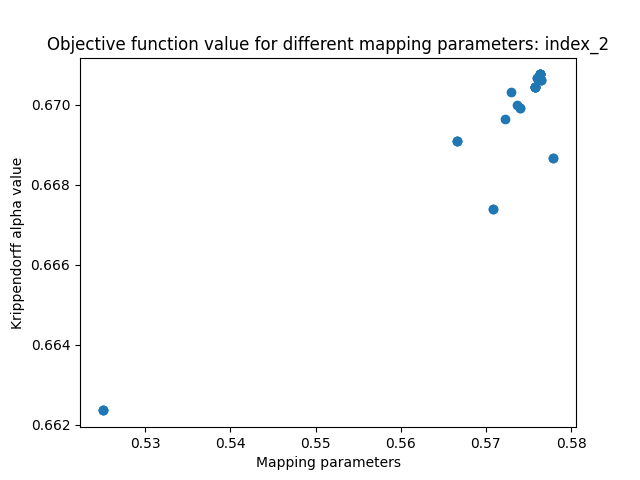 Objective function value for different mapping parameters: index_2
Krippendorff alpha value
0.670
0.668
0.666
0.664
0.662
0.53 0.54 0.55 0.56 0.57 0.58
Mapping parameters